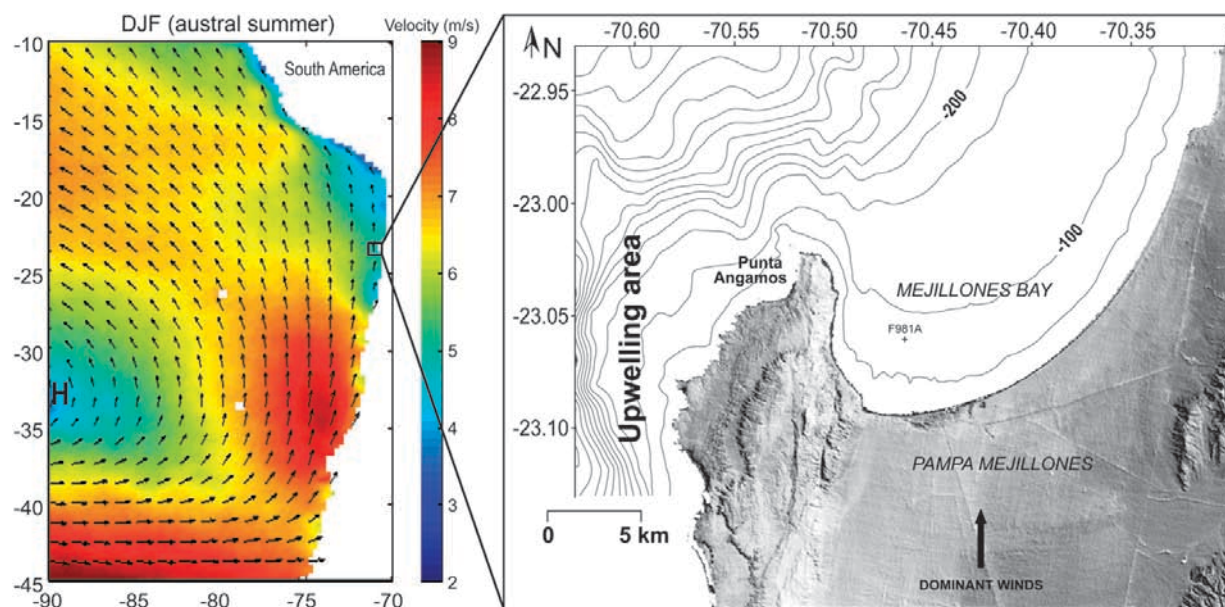 DJF (austral summer)
Velocity (m/s)
South America
-10
-15
-20
-25
-30
-35
-40
-45
-90
-85
-80
-75
-70
H
9
8
7
6
5
4
3
2
N
-70.60
-70.55
-70.50
-70.45
-70.40
-70.35
-22.95
-23.00
-23.05
-23.10
-200
-100
Upwelling area
Punta
Angamos
MEJILLONES BAY
F981A
PAMPA MEJILLONES
0
5 km
DOMINANT WINDS